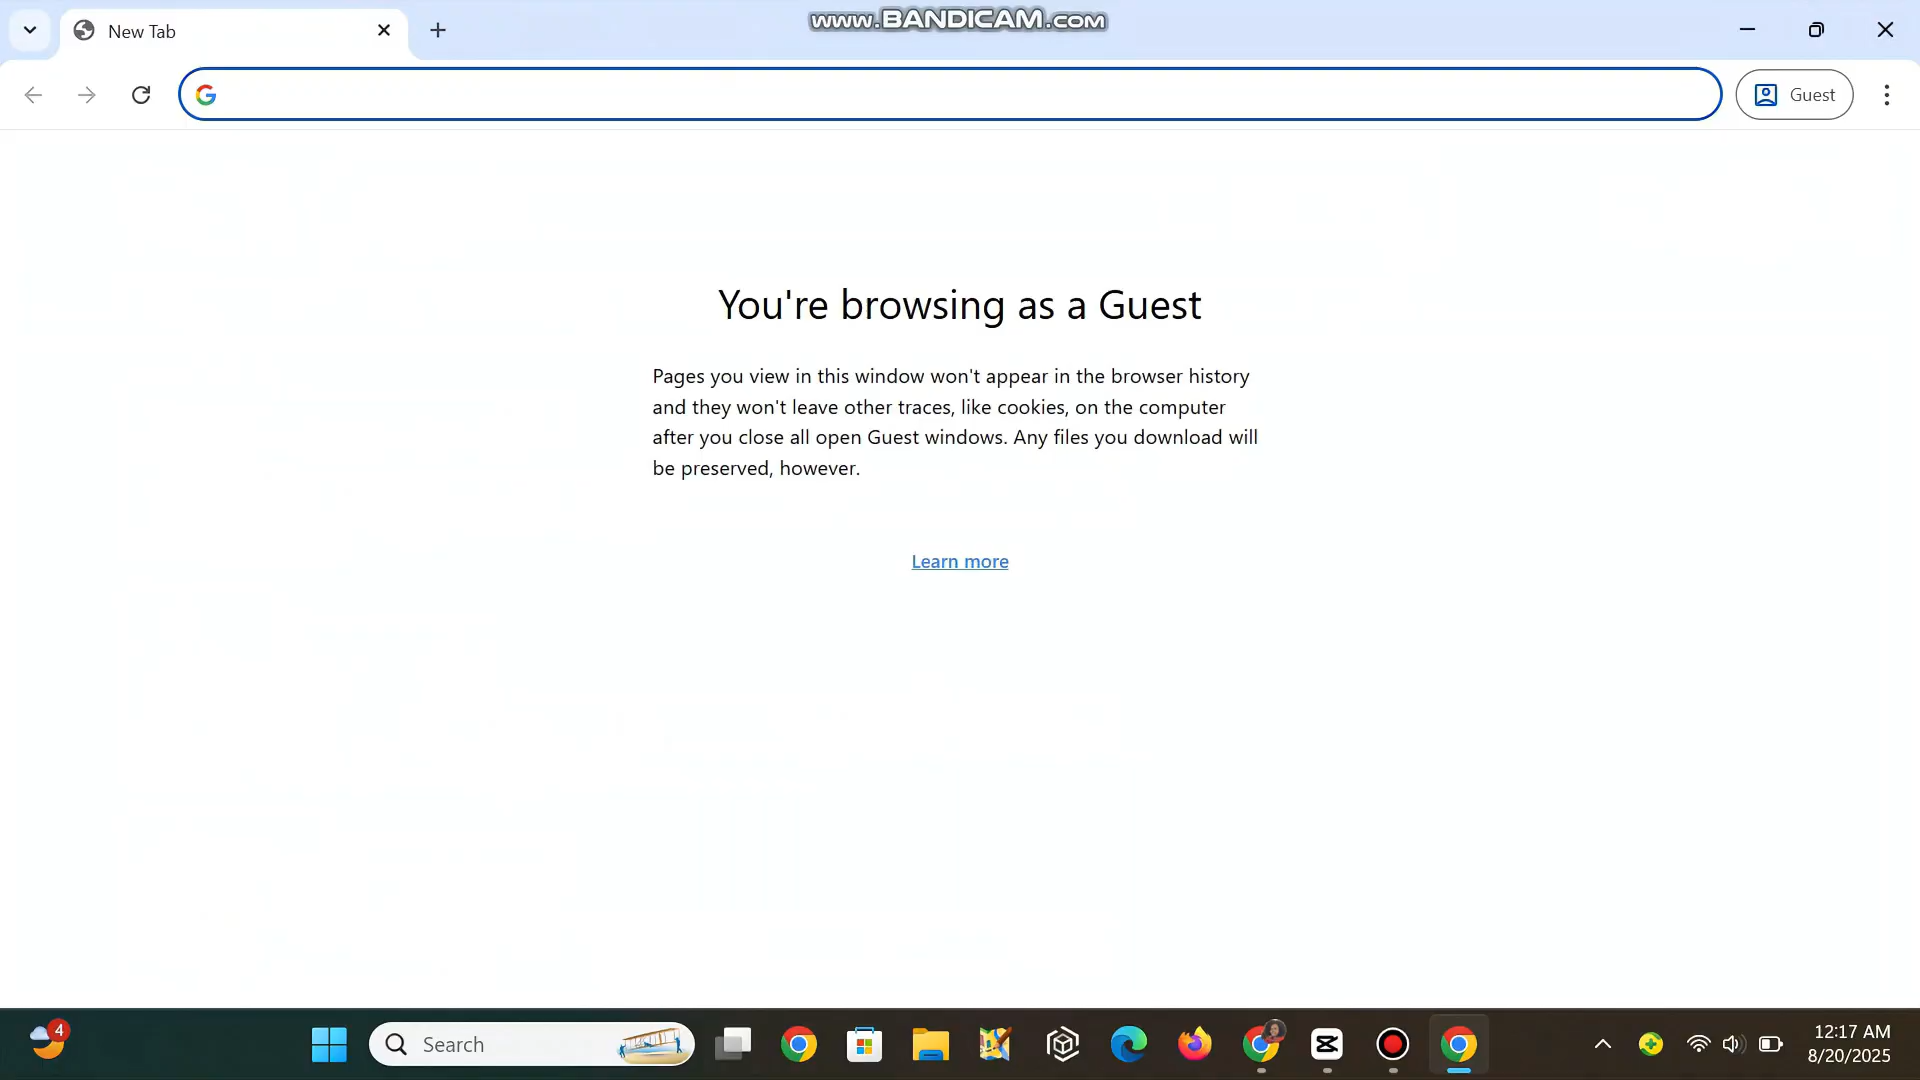 New Tab
www.BANDICAM.com
Guest
You're browsing as a Guest
Pages you view in this window won't appear in the browser history
and they won't leave other traces, like cookies, on the computer
after you close all open Guest windows. Any files you download will
be preserved, however.
Learn more
4
Search
12:17 AM
8/20/2025